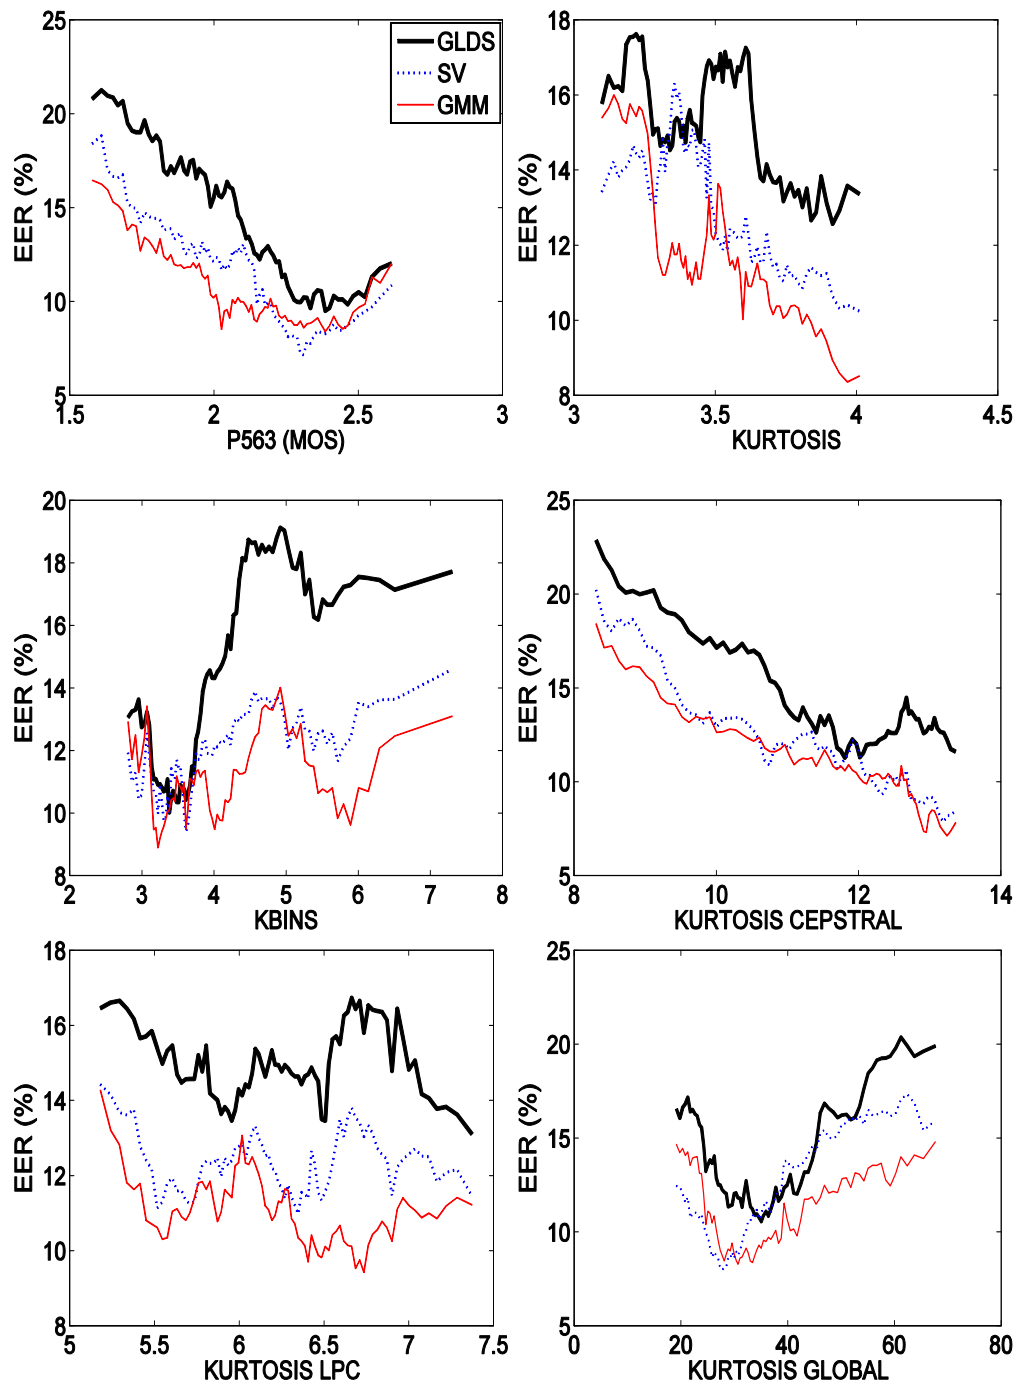 25
20
15
10
5
EER (%)
1.5 2 2.5 3
P563 (MOS)
GLDS
SV
GMM
18
16
14
12
10
8
EER (%)
3 3.5 4 4.5
KURTOSIS
20
18
16
14
12
10
8
EER (%)
2 3 4 5 6 7 8
KBINS
25
20
15
10
5
EER (%)
8 10 12 14
KURTOSIS CEPSTRAL
18
16
14
12
10
8
EER (%)
5 5.5 6 6.5 7 7.5
KURTOSIS LPC
25
20
15
10
5
EER (%)
0 20 40 60 80
KURTOSIS GLOBAL